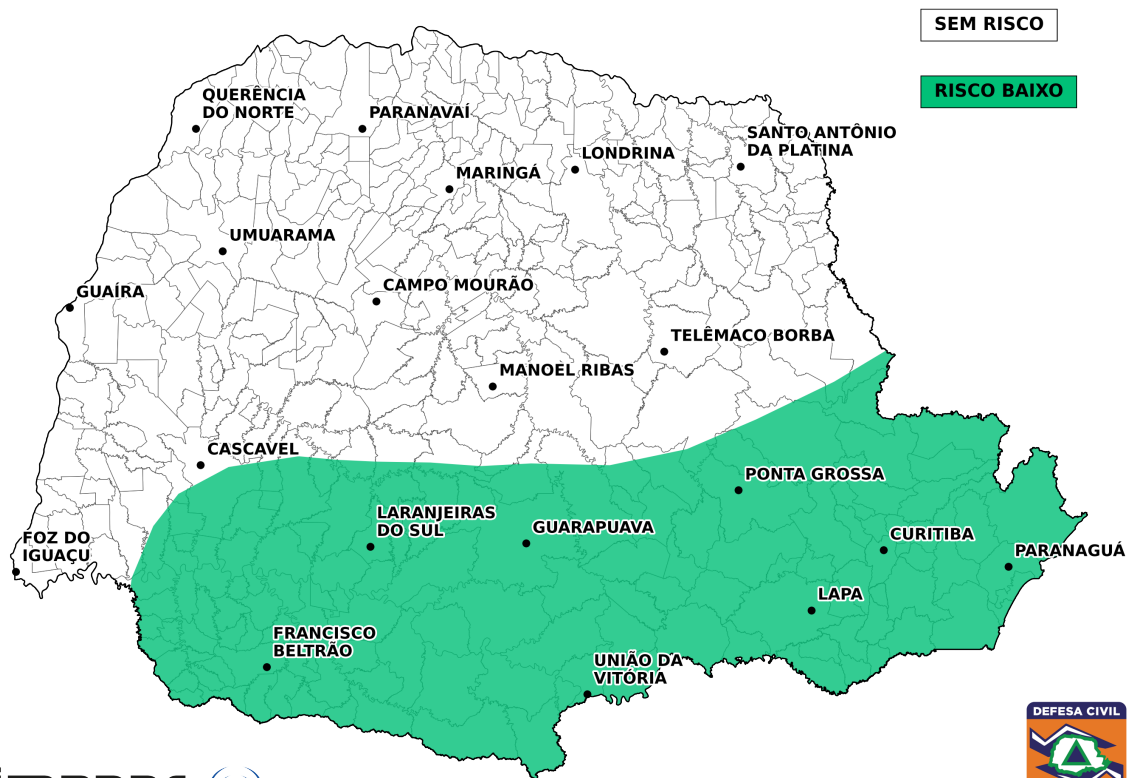 SEM RISCO
RISCO BAIXO
QUERÊNCIA
DO NORTE
PARANAVAÍ
SANTO ANTÔNIO
DA PLATINA
LONDRINA
MARINGÁ
UMUARAMA
CAMPO MOURÃO
GUAÍRA
TELÊMACO BORBA
MANOEL RIBAS
CASCAVEL
PONTA GROSSA
LARANJEIRAS
DO SUL
GUARAPUAVA
CURITIBA
FOZ DO
IGUAÇU
PARANAGUÁ
LAPA
FRANCISCO
BELTRÃO
UNIÃO DA
VITÓRIA
DEFESA CIVIL